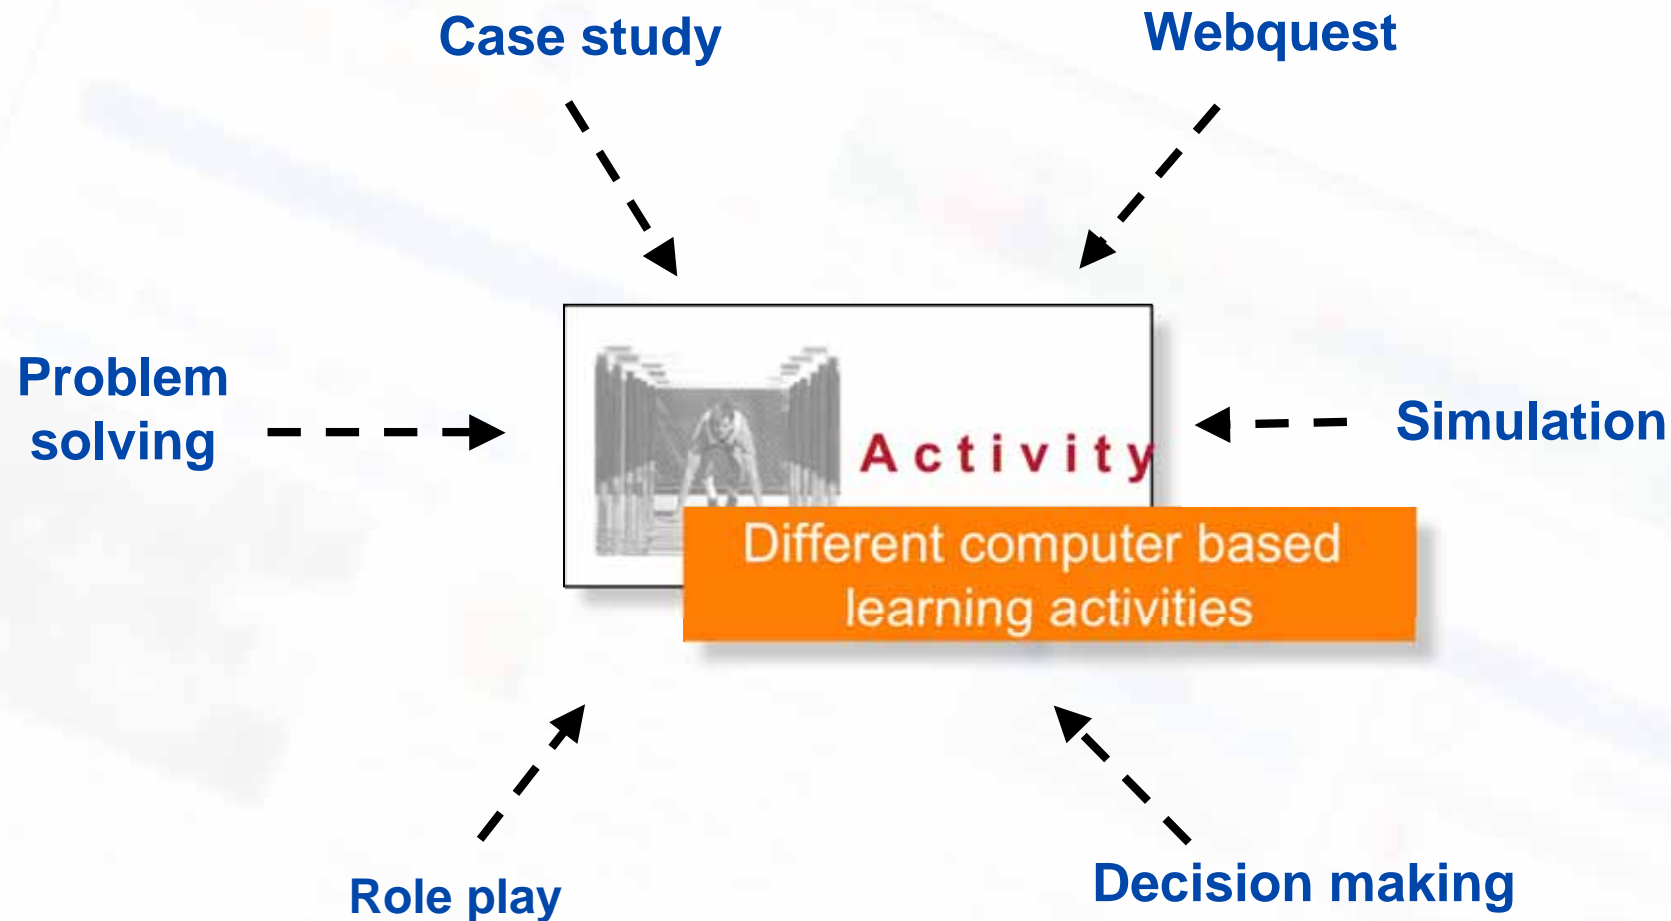 Case study
Webquest
Problem
solving
Simulation
Activity
Different computer based
learning activities
Role play
Decision making